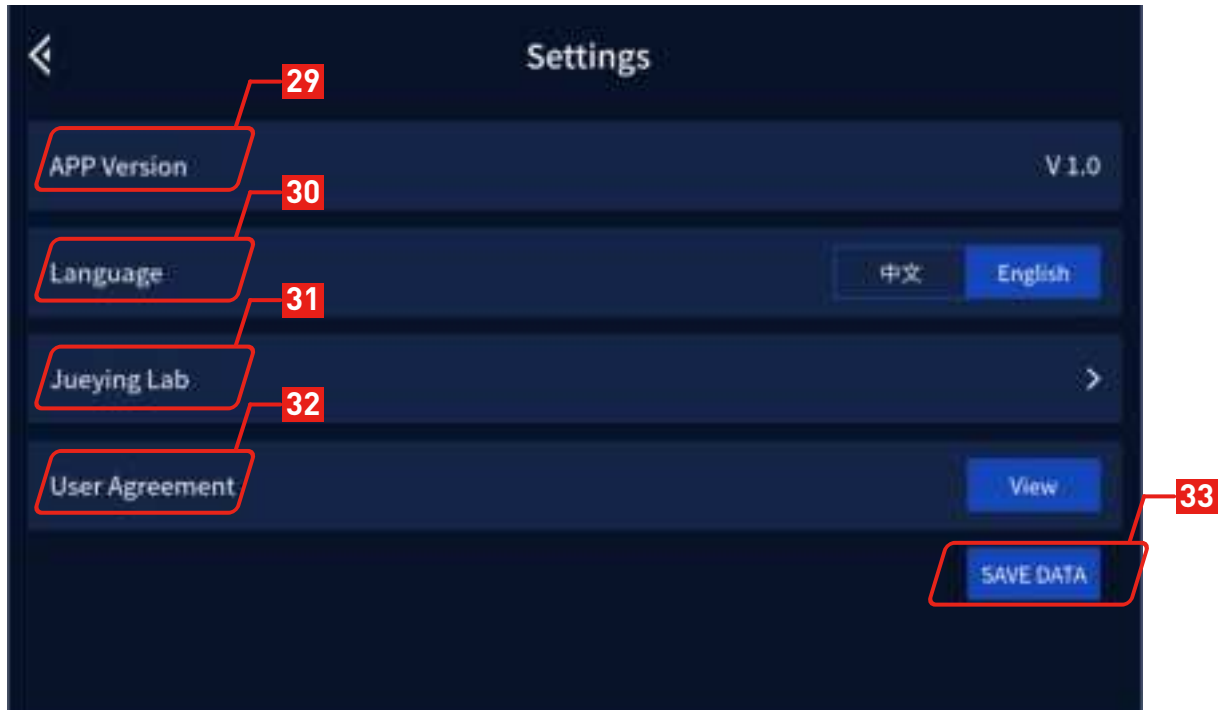 Settings
29
APP Version
V 1.0
30
Language
中文
English
31
Jueying Lab
32
User Agreement
View
33
SAVE DATA